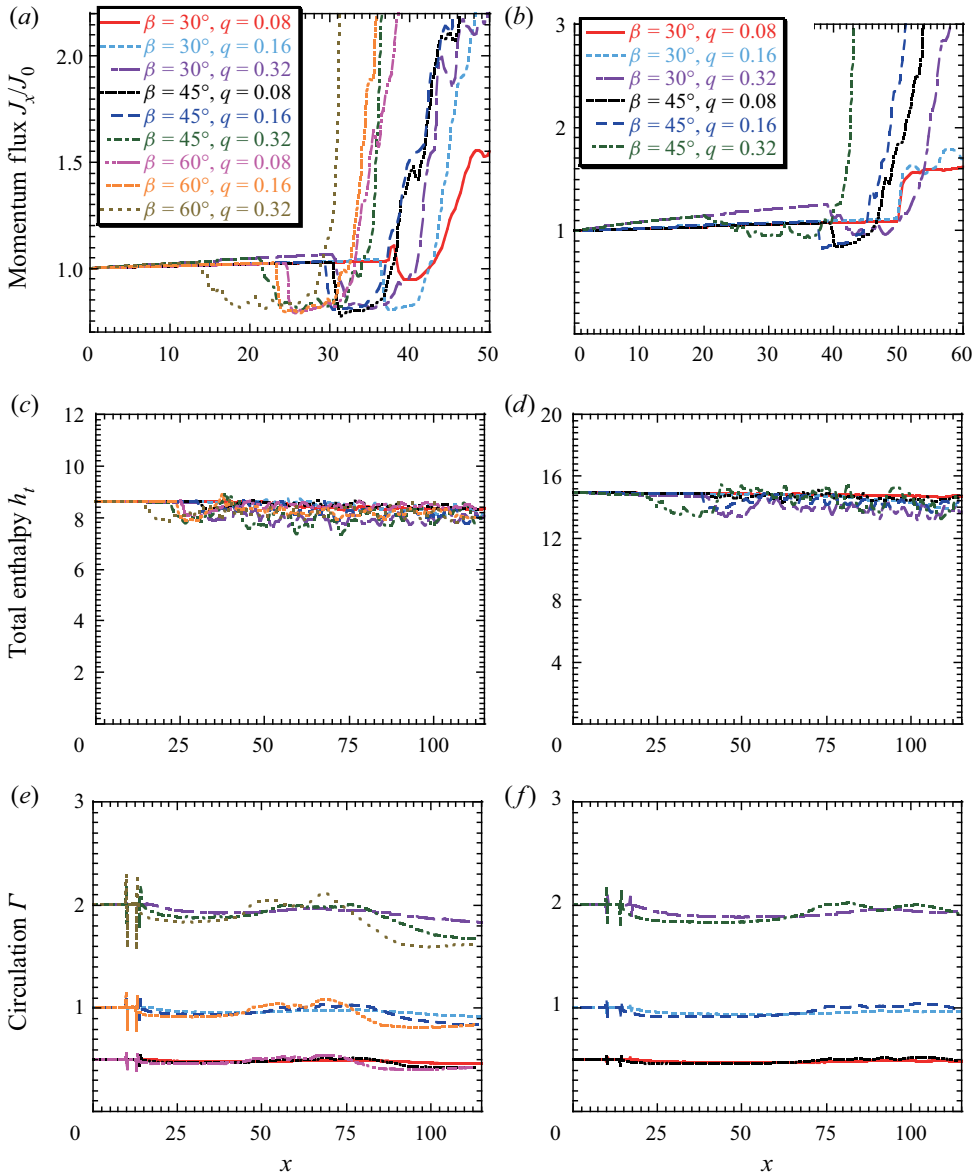 (a)
(b)
β = 30°, q = 0.08
β = 30°, q = 0.16
β = 30°, q = 0.32
β = 45°, q = 0.08
β = 45°, q = 0.16
β = 45°, q = 0.32
β = 60°, q = 0.08
β = 60°, q = 0.16
β = 60°, q = 0.32
Momentum flux Jx/J0
2.0
1.5
1.0
0 10 20 30 40 50
β = 30°, q = 0.08
β = 30°, q = 0.16
β = 30°, q = 0.32
β = 45°, q = 0.08
β = 45°, q = 0.16
β = 45°, q = 0.32
3
2
1
0 10 20 30 40 50 60
(c)
(d)
Total enthalpy ht
12
10
8
6
4
2
0 25 50 75 100
20
16
12
8
4
0 25 50 75 100
(e)
(f)
Circulation Γ
3
2
1
0 25 50 75 100
x
3
2
1
0 25 50 75 100
x